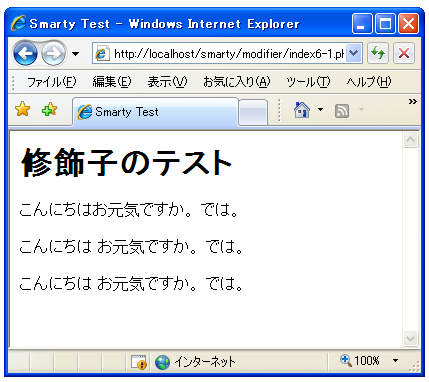 Smarty Test - Windows Internet Explorer
http://localhost/smarty/modifier/index6-1.ph
ファイル(F) 編集(E) 表示(V) お気に入り(A) ツール(T) ヘルプ(H)
Smarty Test
修飾子のテスト
こんにちはお元気ですか。では。
こんにちは お元気ですか。では。
こんにちは お元気ですか。では。
インターネット 100%